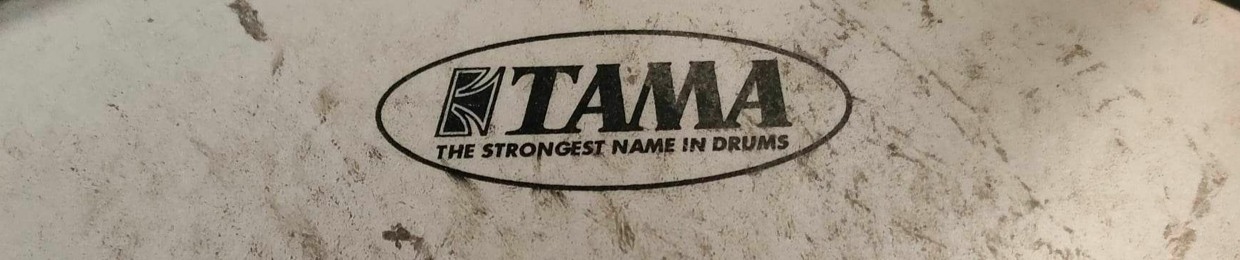 TAMA
THE STRONGEST NAME IN DRUMS